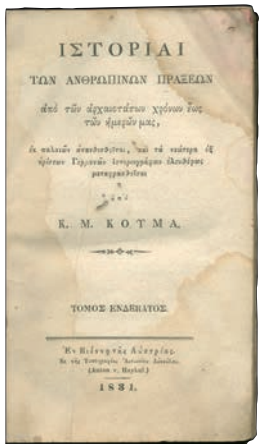 ΙΣΤΟΡΙΑΙ
ΤΩΝ ΑΝΘΡΩΠΙΝΩΝ ΠΡΑΞΕΩΝ
ἀπὸ τῶν ἀρχαιοτάτων χρόνων ἕως
τῶν ἡμερῶν μας,
ἐκ παλαιῶν ἀπανθισθεῖσαι, καὶ τὰ νεώτερα ἐξ
ἀρίστων Γερμανῶν ἱστοριογράφων ἐλευθέρως
μεταφρασθεῖσαι
ὑπὸ
Κ. Μ. ΚΟΥΜΑ,
ΤΟΜΟΣ ΕΝΔΕΚΑΤΟΣ.
Ἐν Βιέννῃ τῆς Αὐστρίας.
Ἐκ τῆς Τυπογραφίας Ἀντωνίου
(Anton v. Haykul.)
1831.